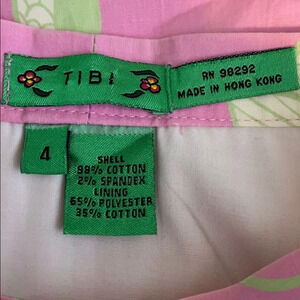 TIBI
RN 98292
MADE IN HONG KONG
4
SHELL
98% COTTON
2% SPANDEX
LINING
65% POLYESTER
35% COTTON